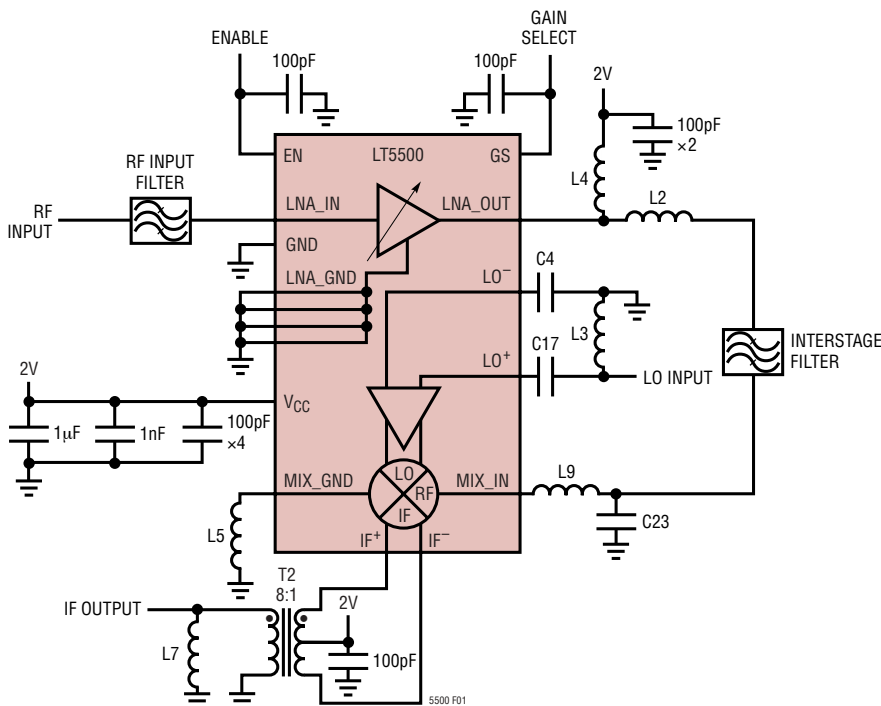 GAIN
SELECT
ENABLE
100pF
100pF
2V
100pF
×2
EN
LT5500
GS
L4
RF INPUT
FILTER
L2
LNA_IN
LNA_OUT
RF
INPUT
GND
LNA_GND
LO⁻
C4
L3
INTERSTAGE
FILTER
LO⁺
C17
LO INPUT
2V
VCC
1µF
1nF
100pF
×4
MIX_GND
LO
RF
IF
MIX_IN
L9
C23
L5
IF⁺
IF⁻
T2
8:1
IF OUTPUT
2V
L7
100pF
5500 F01